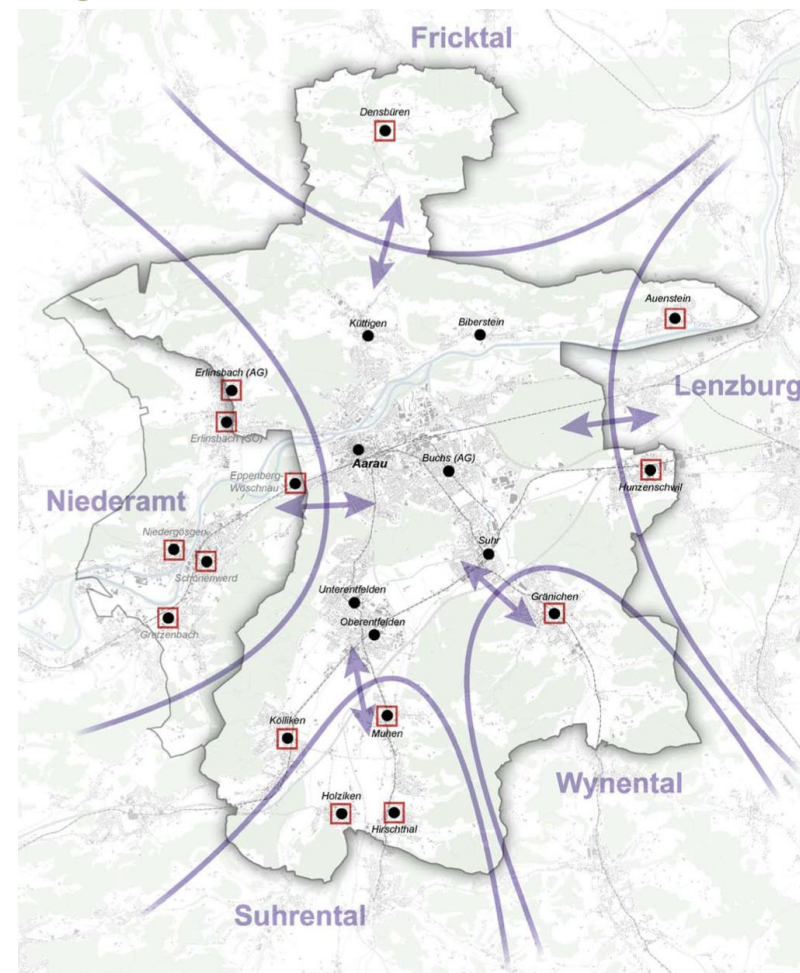 Fricktal
Densbüren
Auenstein
Küttigen
Biberstein
Erlinsbach (AG)
Lenzburg
Erlinsbach (SO)
Aarau
Buchs (AG)
Eppenberg-
Wöschnau
Hunzenschwil
Niederamt
Niedergösgen
Suhr
Schönenwerd
Unterentfelden
Gränichen
Oberentfelden
Gretzenbach
Kölliken
Muhen
Wynental
Holziken
Hirschthal
Suhrental